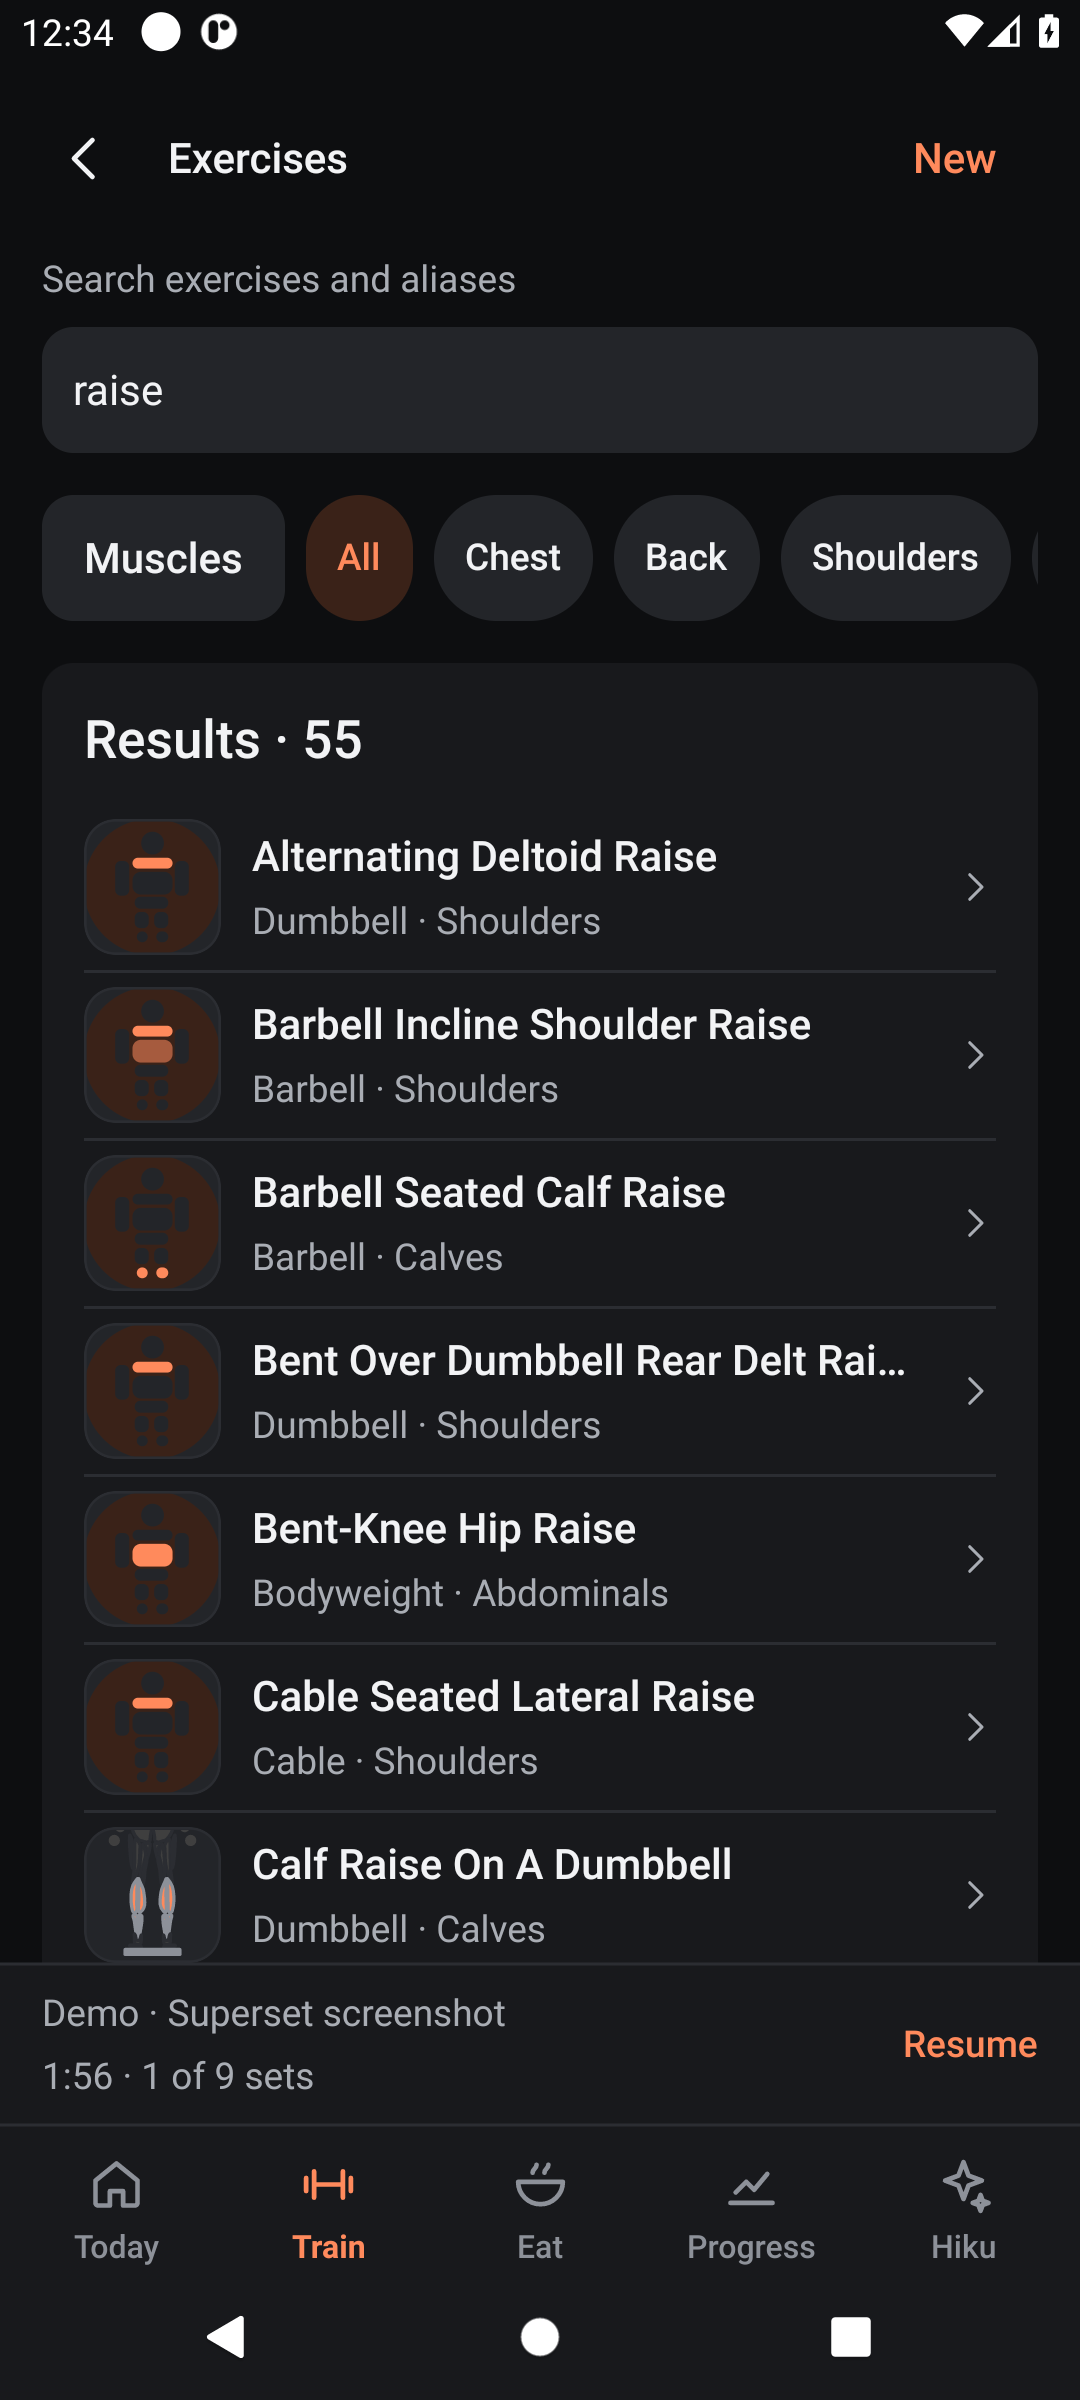 12:34
Exercises
New
Search exercises and aliases
raise
Muscles
All
Chest
Back
Shoulders
Results · 55
Alternating Deltoid Raise
Dumbbell · Shoulders
Barbell Incline Shoulder Raise
Barbell · Shoulders
Barbell Seated Calf Raise
Barbell · Calves
Bent Over Dumbbell Rear Delt Rai…
Dumbbell · Shoulders
Bent-Knee Hip Raise
Bodyweight · Abdominals
Cable Seated Lateral Raise
Cable · Shoulders
Calf Raise On A Dumbbell
Dumbbell · Calves
Demo · Superset screenshot
1:56 · 1 of 9 sets
Resume
Today
Train
Eat
Progress
Hiku